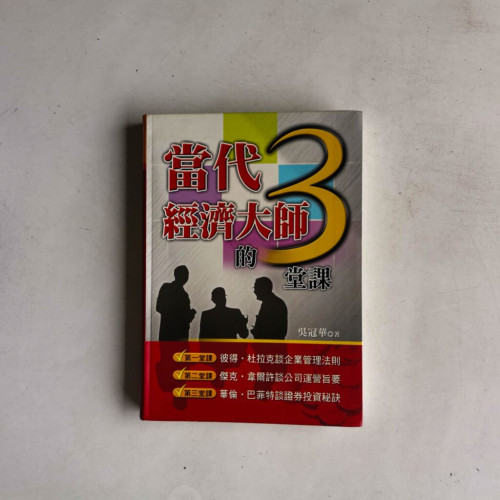 當代
經濟大師
的
3
堂課
吳冠華◎著
第一堂課 彼得・杜拉克談企業管理法則
第二堂課 傑克・韋爾許談公司運營旨要
第三堂課 華倫・巴菲特談證券投資秘訣